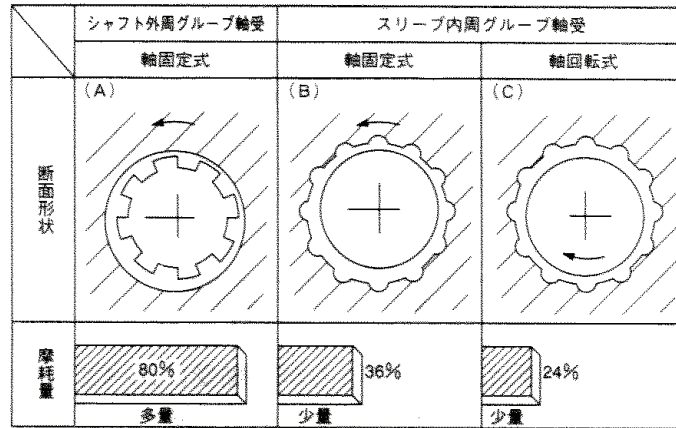 シャフト外周グルーブ軸受
スリーブ内周グルーブ軸受
軸固定式
軸固定式
軸回転式
断面形状
(A)
(B)
(C)
摩耗量
80%
36%
24%
多量
少量
少量